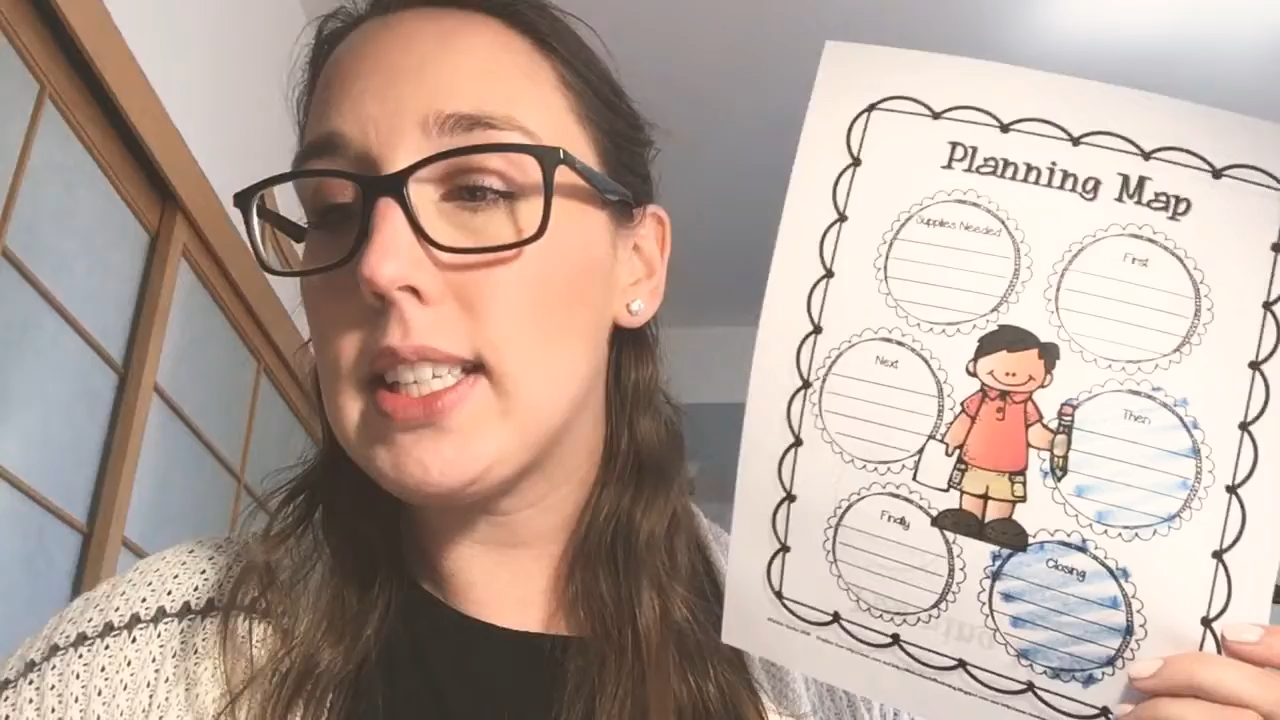 Planning Map
Supplies Needed
First
Next
Then
Finally
Closing